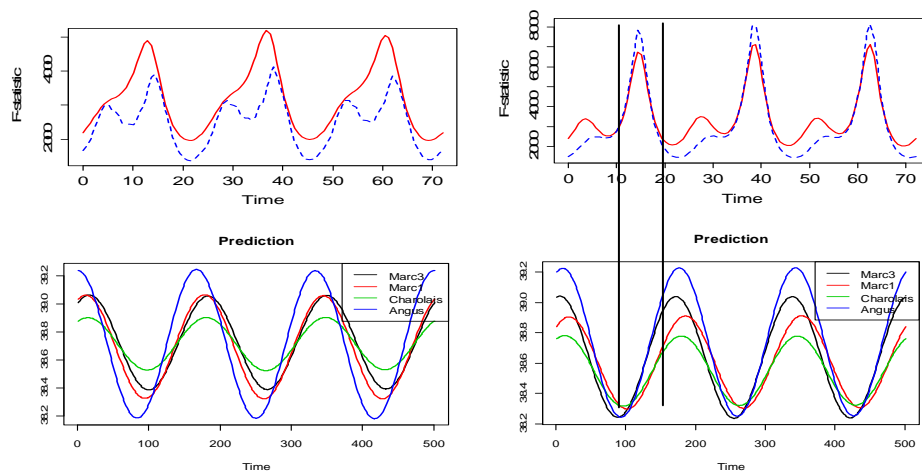 F-statistic
2000 4000
0 10 20 30 40 50 60 70
Time
F-statistic
2000 4000 6000 8000
0 10 20 30 40 50 60 70
Time
Prediction
38.2 38.4 38.6 38.8 39.0 39.2
Marc3
Marc1
Charolais
Angus
0 100 200 300 400 500
Time
Prediction
38.2 38.4 38.6 38.8 39.0 39.2
Marc3
Marc1
Charolais
Angus
0 100 200 300 400 500
Time